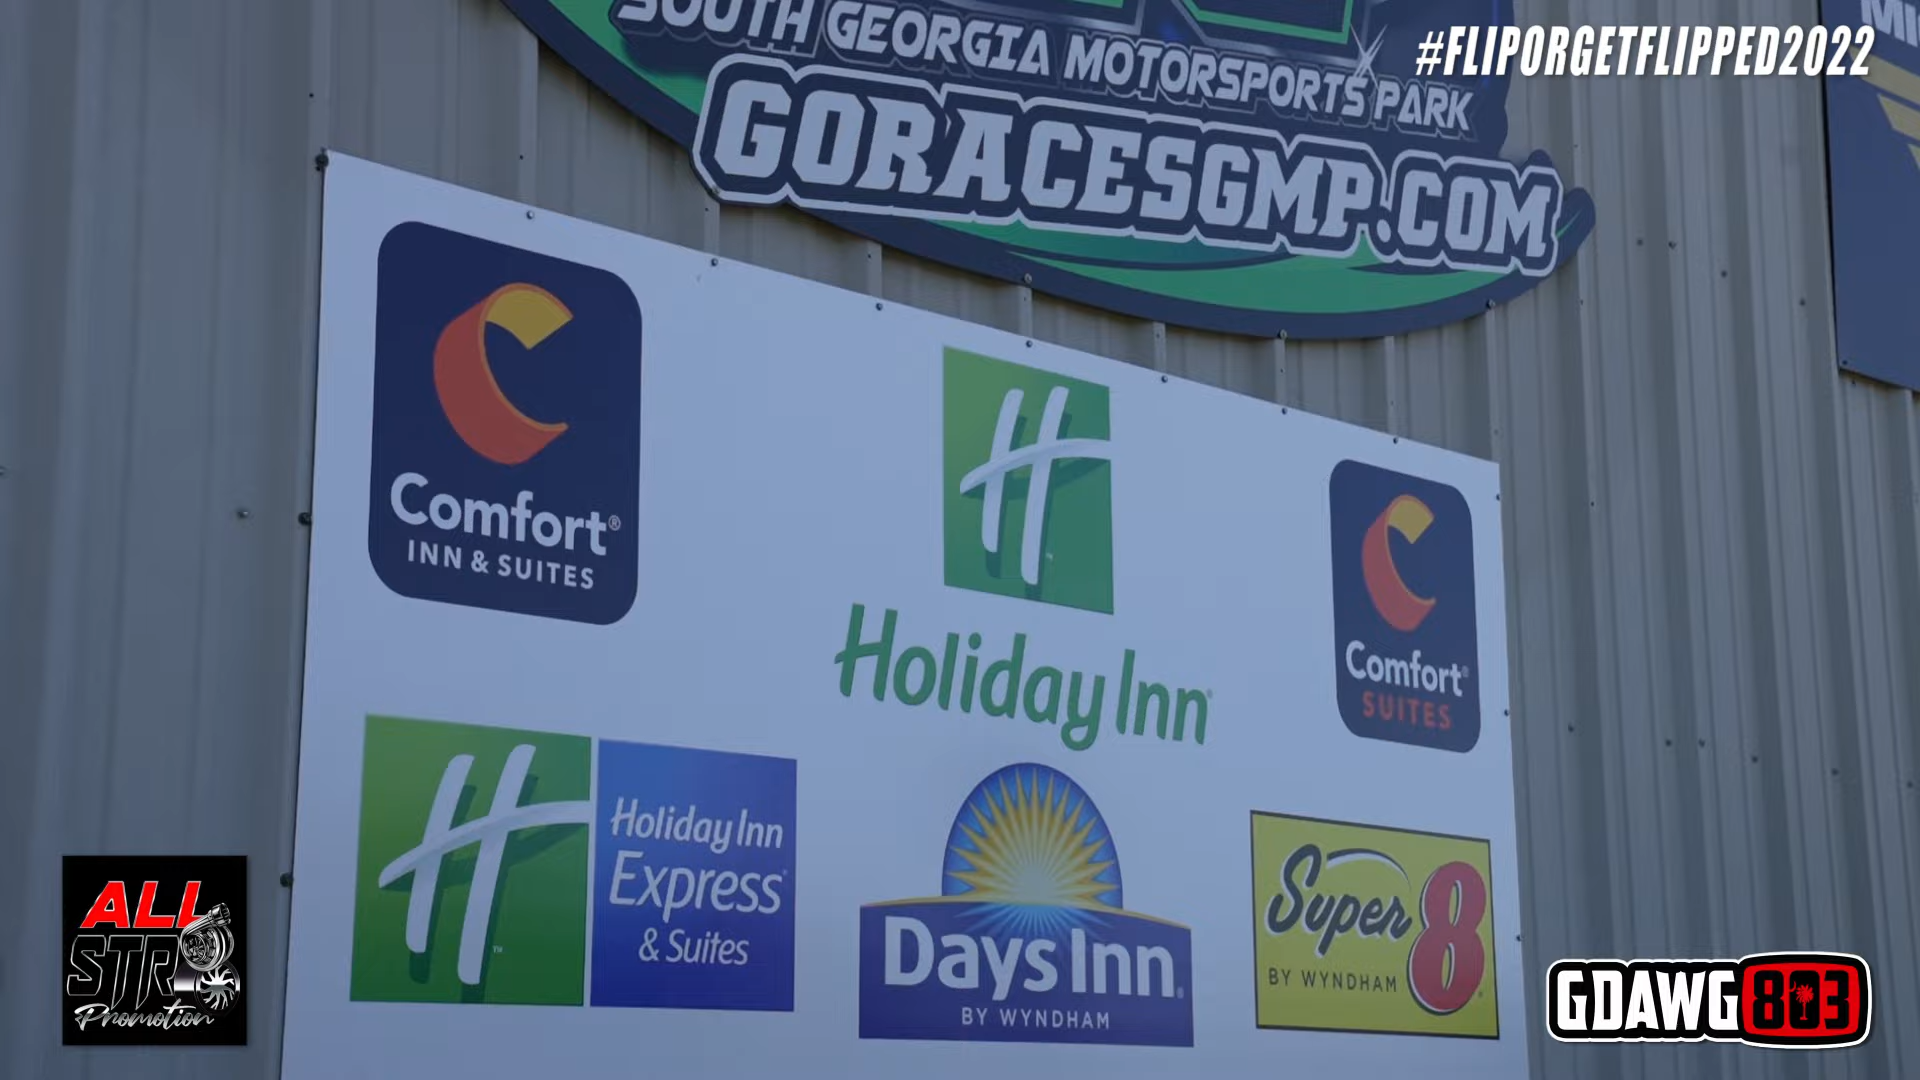 SOUTH GEORGIA MOTORSPORTS PARK
#FLIPORGETFLIPPED2022
GORACESGMP.COM
Comfort®
INN & SUITES
Holiday Inn
Comfort
SUITES
Holiday Inn
Express
& Suites
Days Inn
BY WYNDHAM
Super 8
BY WYNDHAM
ALL
STR8
Promotion
GDAWG803